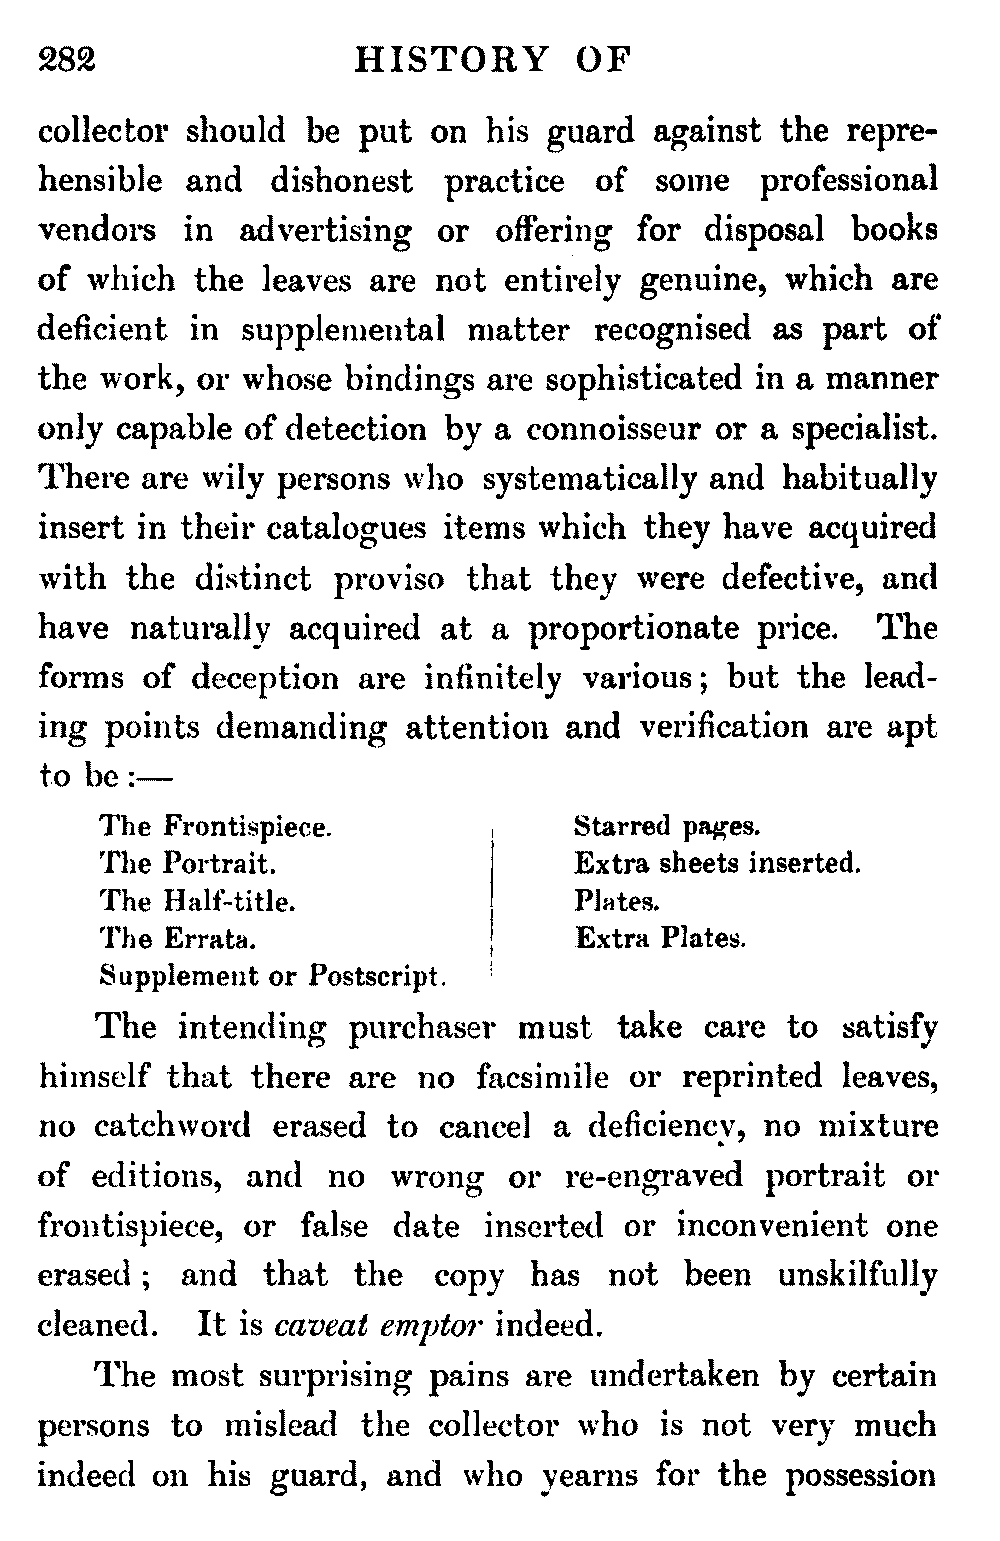 282 HISTORY OF
collector should be put on his guard against the repre-
hensible and dishonest practice of some professional
vendors in advertising or offering for disposal books
of which the leaves are not entirely genuine, which are
deficient in supplemental matter recognised as part of
the work, or whose bindings are sophisticated in a manner
only capable of detection by a connoisseur or a specialist.
There are wily persons who systematically and habitually
insert in their catalogues items which they have acquired
with the distinct proviso that they were defective, and
have naturally acquired at a proportionate price. The
forms of deception are infinitely various; but the lead-
ing points demanding attention and verification are apt
to be :—
The Frontispiece.
The Portrait.
The Half-title.
The Errata.
Supplement or Postscript.
Starred pages.
Extra sheets inserted.
Plates.
Extra Plates.
The intending purchaser must take care to satisfy
himself that there are no facsimile or reprinted leaves,
no catchword erased to cancel a deficiency, no mixture
of editions, and no wrong or re-engraved portrait or
frontispiece, or false date inserted or inconvenient one
erased; and that the copy has not been unskilfully
cleaned. It is caveat emptor indeed.
The most surprising pains are undertaken by certain
persons to mislead the collector who is not very much
indeed on his guard, and who yearns for the possession